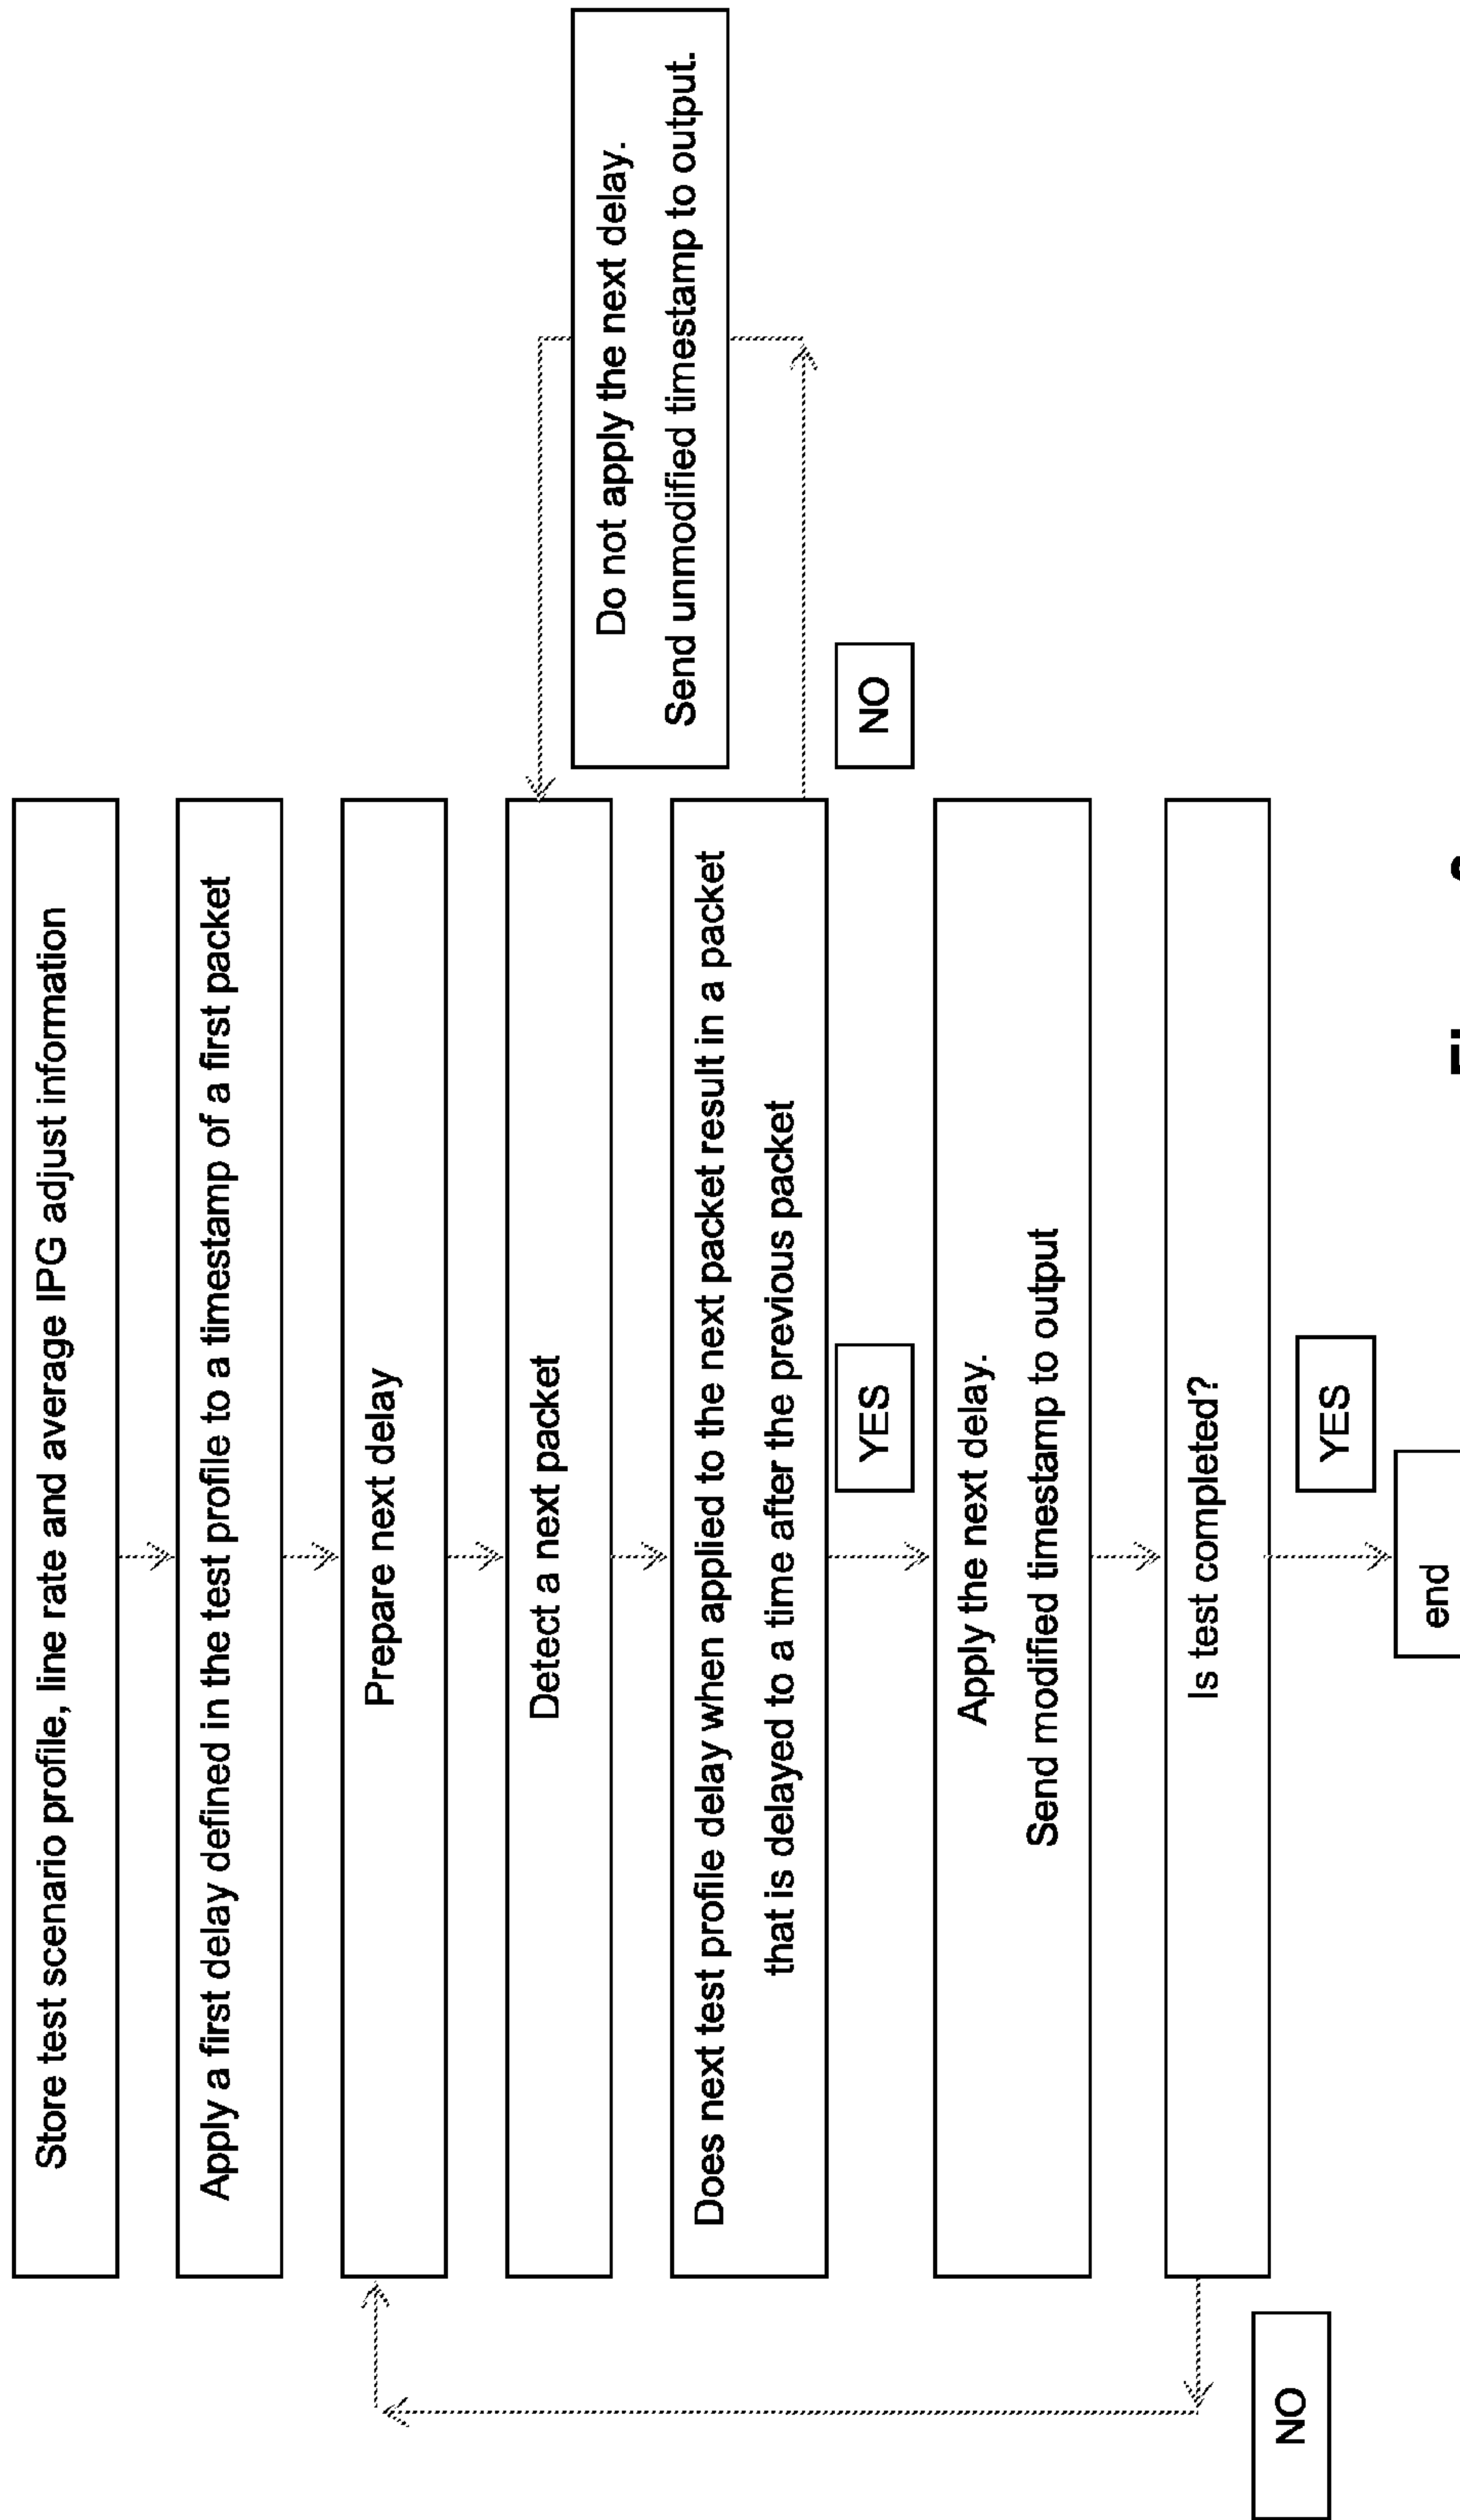 Store test scenario profile, line rate and average IPG adjust information
Apply a first delay defined in the test profile to a timestamp of a first packet
Prepare next delay
Detect a next packet
Do not apply the next delay.
Send unmodified timestamp to output.
Does next test profile delay when applied to the next packet result in a packet
that is delayed to a time after the previous packet
NO
YES
Apply the next delay.
Send modified timestamp to output
Is test completed?
NO
YES
end